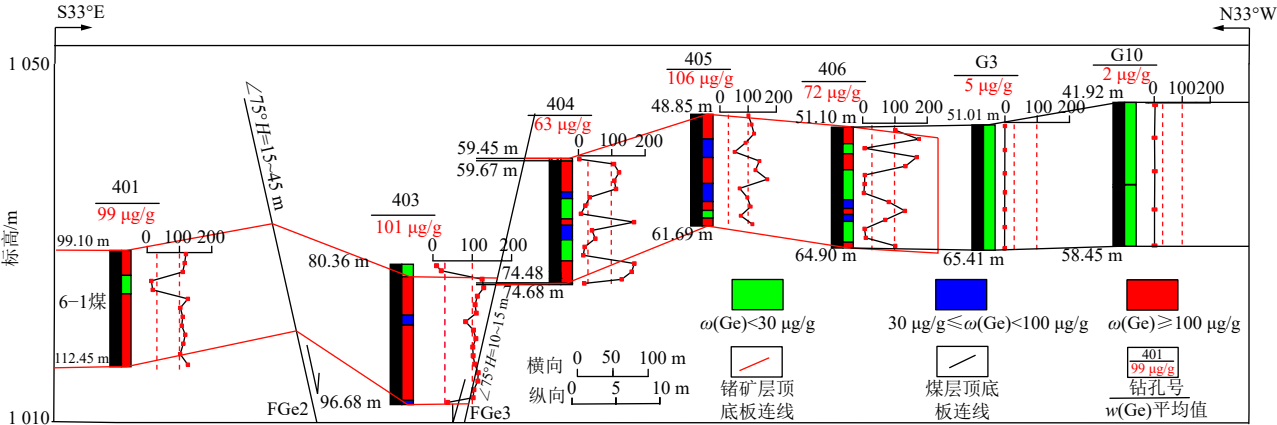 S33°E
N33°W
1 050
标高/m
1 010
401
99 μg/g
99.10 m
0 100 200
6−1煤
112.45 m
∠75°H=15~45 m
FGe2
403
101 μg/g
80.36 m
0 100 200
96.68 m
∠75°H=10~15 m
FGe3
404
63 μg/g
59.45 m
59.67 m
0 100 200
74.48
74.68 m
405
106 μg/g
48.85 m
0 100 200
61.69 m
406
72 μg/g
51.10 m
0 100 200
64.90 m
G3
5 μg/g
51.01 m
0 100 200
65.41 m
G10
2 μg/g
41.92 m
0 100 200
58.45 m
ω(Ge)<30 μg/g
30 μg/g≤ω(Ge)<100 μg/g
ω(Ge)≥100 μg/g
横向 0 50 100 m
纵向 0 5 10 m
锗矿层顶
底板连线
煤层顶底
板连线
401
99 μg/g
钻孔号
w(Ge)平均值